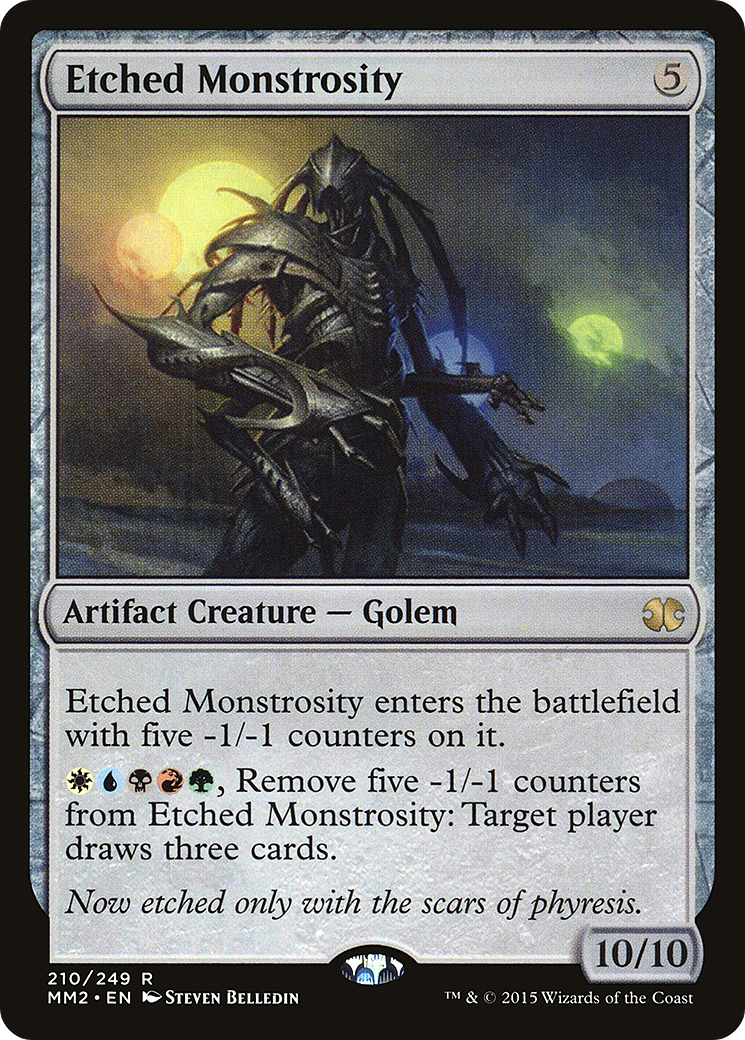 Etched Monstrosity 5
Artifact Creature — Golem
Etched Monstrosity enters the battlefield
with five -1/-1 counters on it.
, Remove five -1/-1 counters
from Etched Monstrosity: Target player
draws three cards.
Now etched only with the scars of phyresis.
10/10
210/249 R
MM2 • EN Steven Belledin
™ & © 2015 Wizards of the Coast